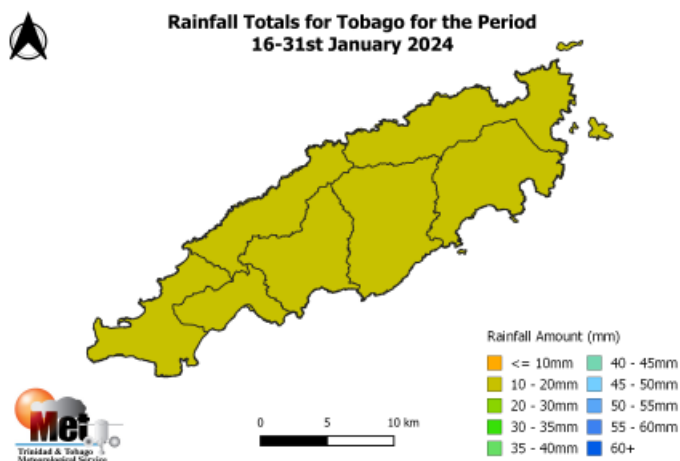 Rainfall Totals for Tobago for the Period
16-31st January 2024
Rainfall Amount (mm)
<= 10mm
10 - 20mm
20 - 30mm
30 - 35mm
35 - 40mm
40 - 45mm
45 - 50mm
50 - 55mm
55 - 60mm
60+
0 5 10 km
Met
Trinidad & Tobago
Meteorological Service